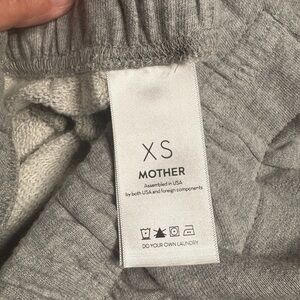 XS
MOTHER
Assembled in USA
by both USA and foreign components
DO YOUR OWN LAUNDRY